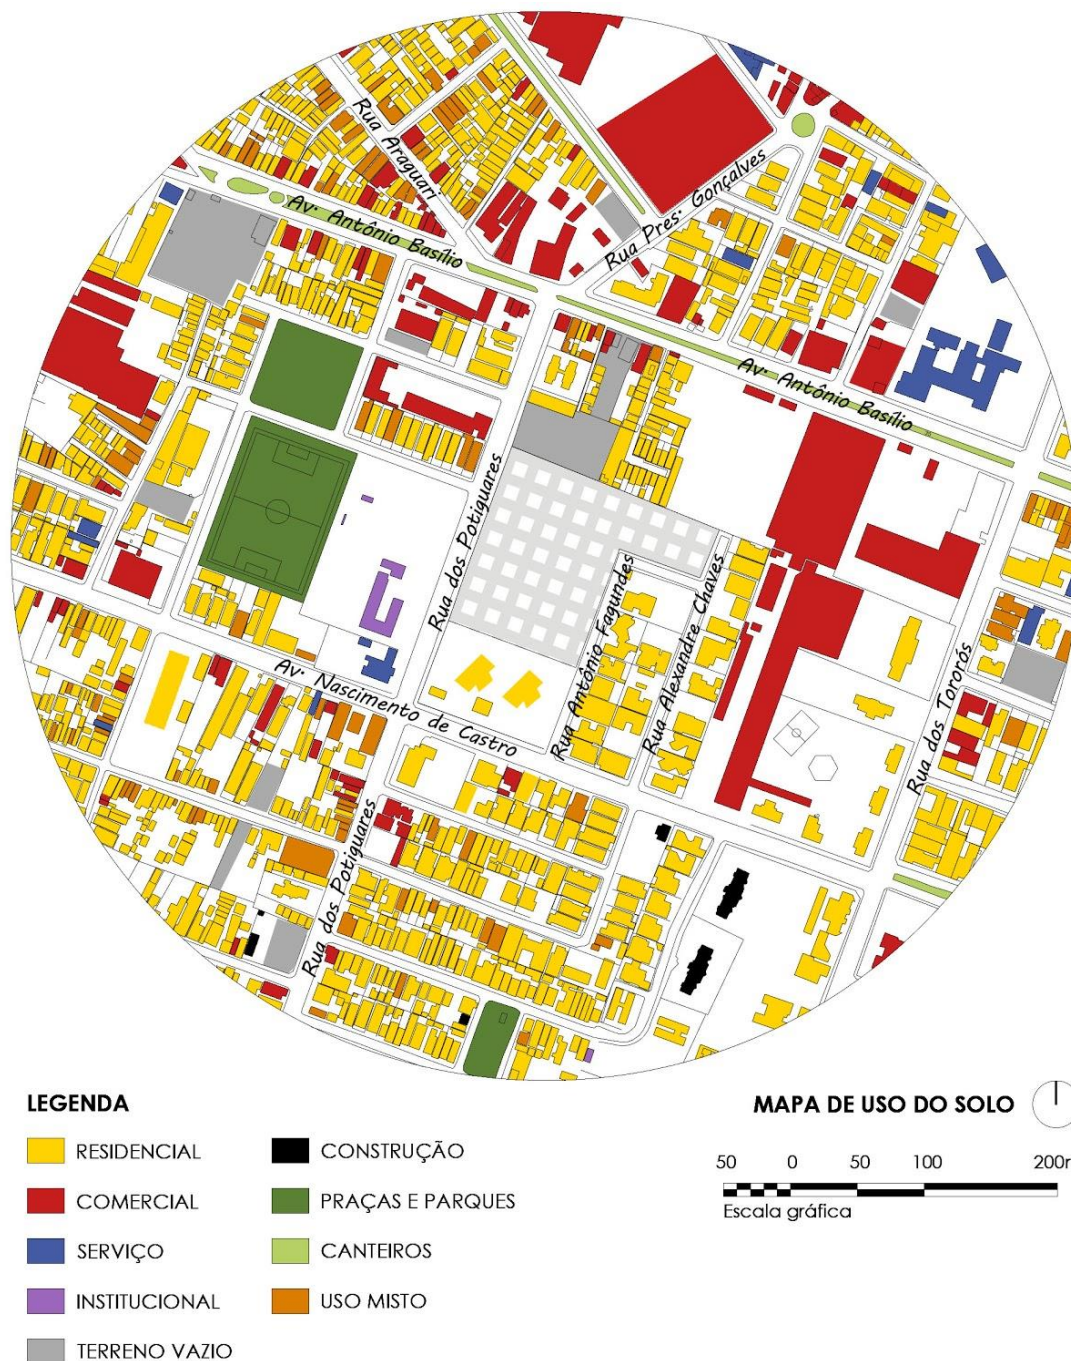 Rua Araguari
Av. Antônio Basílio
Rua Pres. Gonçalves
Av. Antônio Basílio
Rua dos Potiguares
Rua Antônio Fagundes
Rua Alexandre Chaves
Rua dos Tororós
Av. Nascimento de Castro
Rua dos Potiguares
LEGENDA
RESIDENCIAL
COMERCIAL
SERVIÇO
INSTITUCIONAL
TERRENO VAZIO
CONSTRUÇÃO
PRAÇAS E PARQUES
CANTEIROS
USO MISTO
MAPA DE USO DO SOLO
50 0 50 100 200m
Escala gráfica